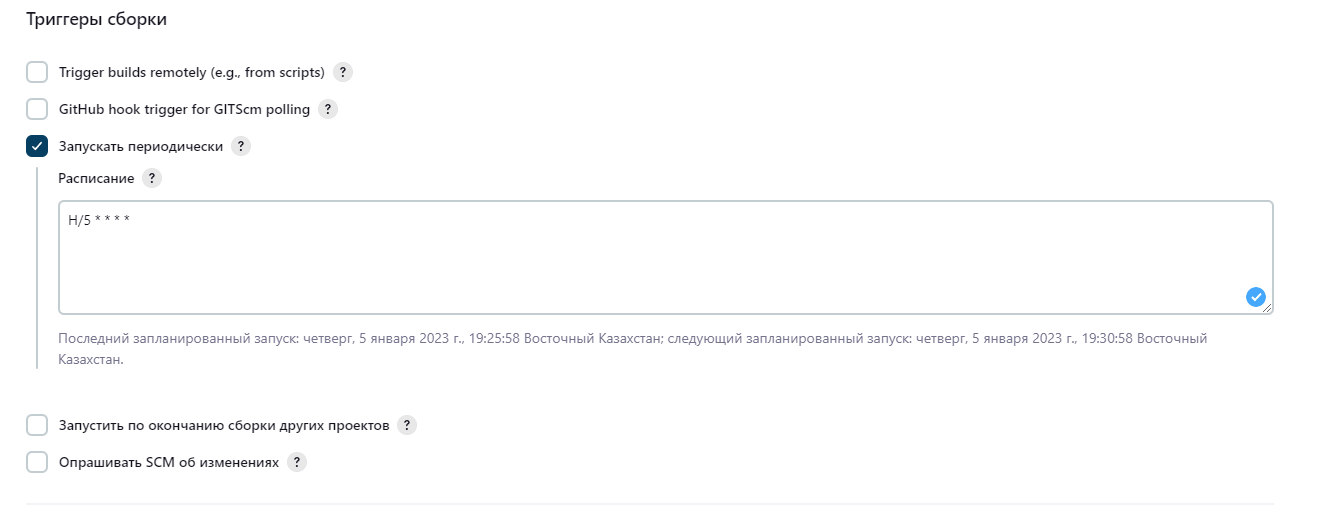 Триггеры сборки
Trigger builds remotely (e.g., from scripts) ?
GitHub hook trigger for GITScm polling ?
Запускать периодически ?
Расписание ?
H/5 * * * *
Последний запланированный запуск: четверг, 5 января 2023 г., 19:25:58 Восточный Казахстан; следующий запланированный запуск: четверг, 5 января 2023 г., 19:30:58 Восточный
Казахстан.
Запустить по окончанию сборки других проектов ?
Опрашивать SCM об изменениях ?